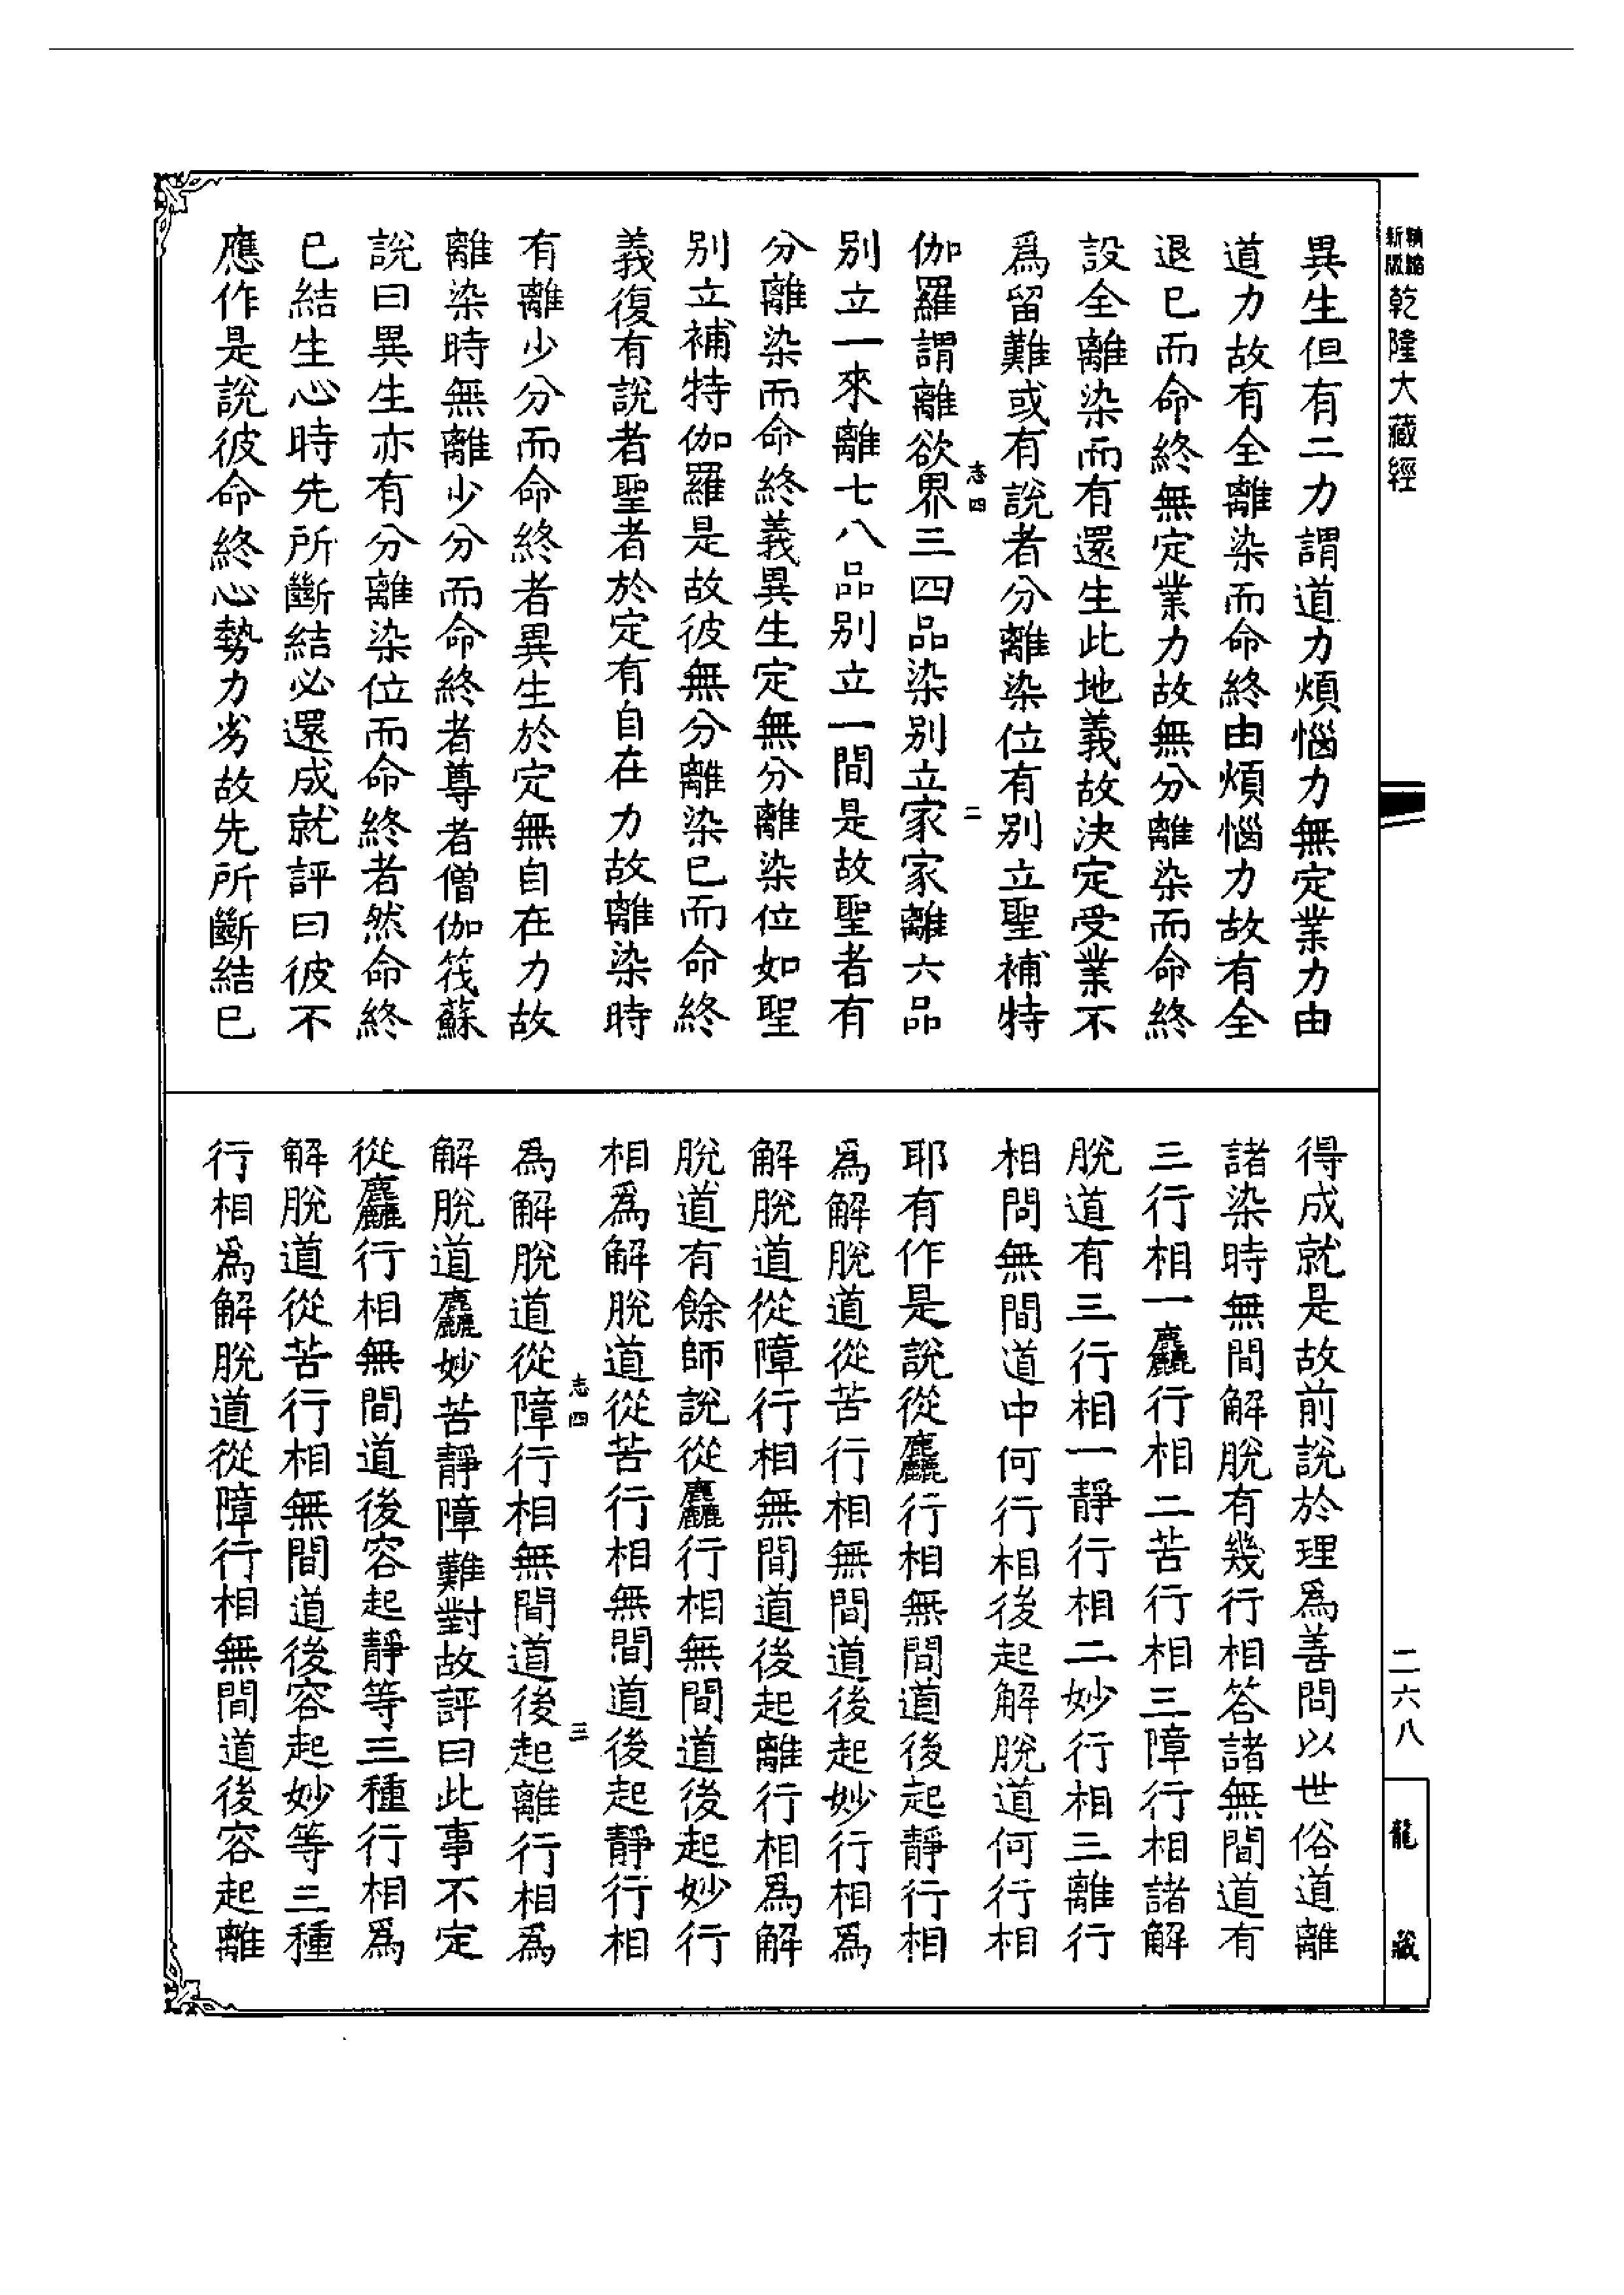 精縮新版乾隆大藏經
異生但有二力謂道力煩惱力無定業力由
道力故有全離染而命終由煩惱力故有全
退已而命終無定業力故無分離染而命終
設全離染而有還生此地義故決定受業不
爲留難或有說者分離染位有別立聖補特
志四
二
伽羅謂離欲界三四品染別立家家離六品
別立一來離七八品別立一間是故聖者有
分離染而命終義異生定無分離染位如聖
別立補特伽羅是故彼無分離染已而命終
義復有說者聖者於定有自在力故離染時
有離少分而命終者異生於定無自在力故
離染時無離少分而命終者尊者僧伽筏蘇
說曰異生亦有分離染位而命終者然命終
已結生心時先所斷結必還成就評曰彼不
應作是說彼命終心勢力劣故先所斷結已
得成就是故前說於理爲善問以世俗道離
諸染時無間解脫有幾行相答諸無間道有
三行相一麤行相二苦行相三障行相諸解
脫道有三行相一靜行相二妙行相三離行
相問無間道中何行相後起解脫道何行相
耶有作是說從麤行相無間道後起靜行相
爲解脫道從苦行相無間道後起妙行相爲
解脫道從障行相無間道後起離行相爲解
脫道有餘師說從麤行相無間道後起妙行
相爲解脫道從苦行相無間道後起靜行相
志四
三
爲解脫道從障行相無間道後起離行相爲
解脫道麤妙苦靜障難對故評曰此事不定
從麤行相無間道後容起靜等三種行相爲
解脫道從苦行相無間道後容起妙等三種
行相爲解脫道從障行相無間道後容起離
二六八
龍藏